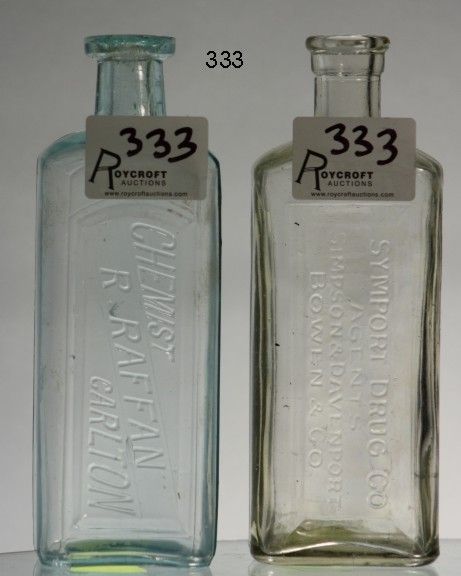 333
333
ROYCROFT
AUCTIONS
www.roycroftauctions.com
CHEMIST
R J RAFFAN
CARLTON
333
ROYCROFT
AUCTIONS
www.roycroftauctions.com
SYMPORT DRUG CO
AGENTS
SIMPSON & DAVENPORT
BOWEN & CO